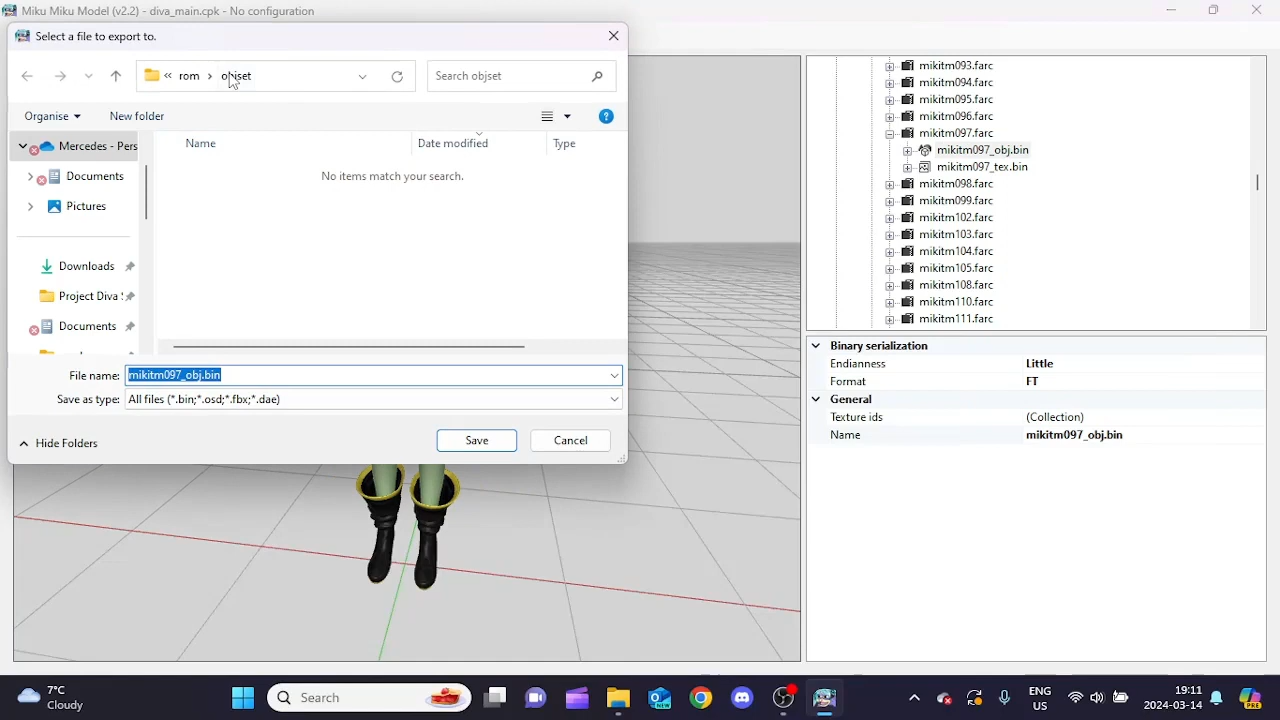 Miku Miku Model (v2.2) - diva_main.cpk - No configuration
Select a file to export to.
« rom › objset
Search objset
Organise
New folder
Mercedes - Pers
Documents
Pictures
Downloads
Project Diva
Documents
Name
Date modified
Type
No items match your search.
File name:
mikitm097_obj.bin
Save as type:
All files (*.bin;*.osd;*.fbx;*.dae)
Hide Folders
Save
Cancel
mikitm093.farc
mikitm094.farc
mikitm095.farc
mikitm096.farc
mikitm097.farc
mikitm097_obj.bin
mikitm097_tex.bin
mikitm098.farc
mikitm099.farc
mikitm102.farc
mikitm103.farc
mikitm104.farc
mikitm105.farc
mikitm108.farc
mikitm110.farc
mikitm111.farc
Binary serialization
Endianness Little
Format FT
General
Texture ids (Collection)
Name mikitm097_obj.bin
7°C
Cloudy
Search
NEW
ENG
US
19:11
2024-03-14
PRE